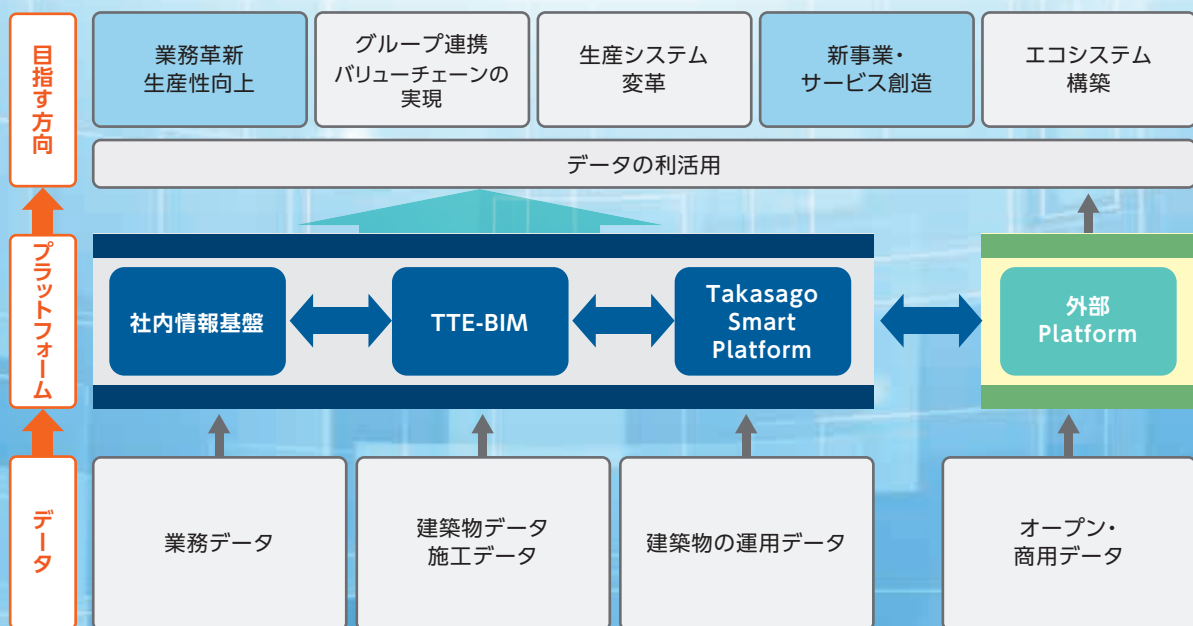 目指す方向
業務革新
生産性向上
グループ連携
バリューチェーンの
実現
生産システム
変革
新事業・
サービス創造
エコシステム
構築
データの利活用
プラットフォーム
社内情報基盤
TTE-BIM
Takasago
Smart
Platform
外部
Platform
データ
業務データ
建築物データ
施工データ
建築物の運用データ
オープン・
商用データ